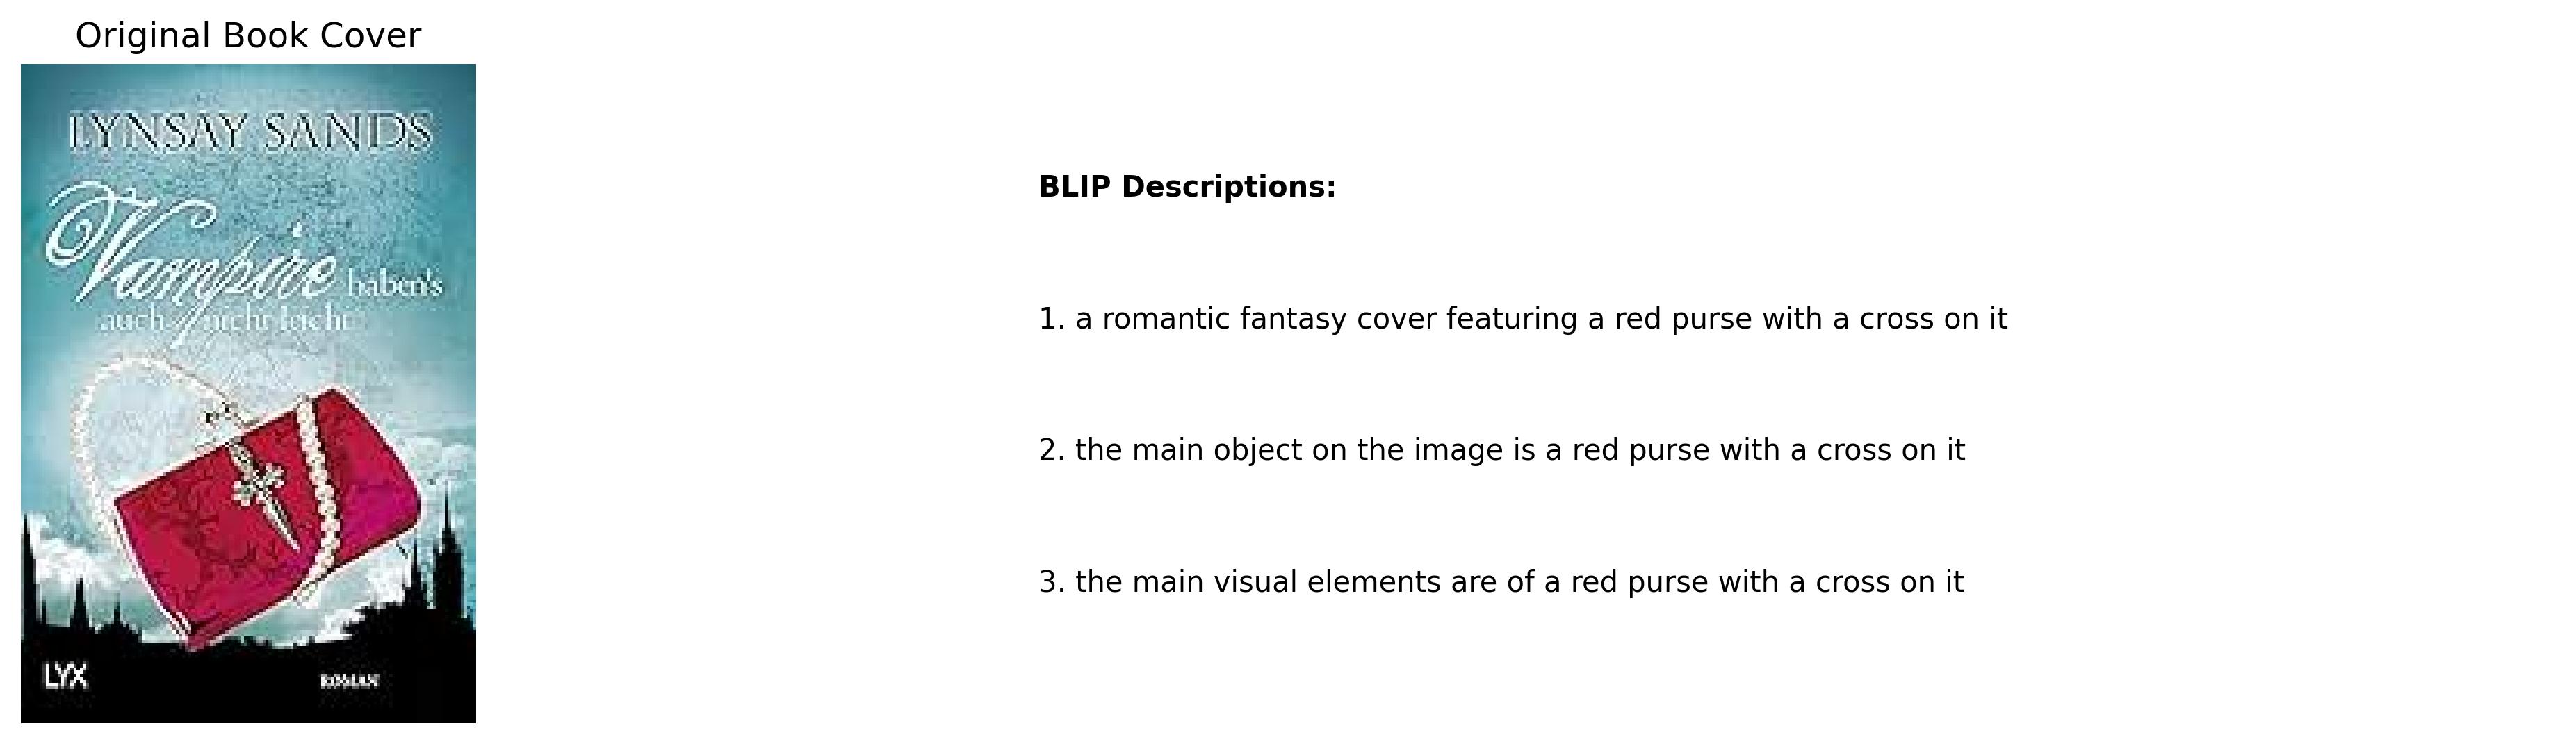 Original Book Cover
LYNSAY SANDS
Vampire haben's
auch nicht leicht
LYX
ROMAN
BLIP Descriptions:
1. a romantic fantasy cover featuring a red purse with a cross on it
2. the main object on the image is a red purse with a cross on it
3. the main visual elements are of a red purse with a cross on it